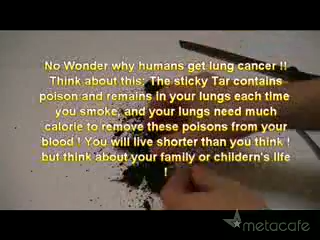 No Wonder why humans get lung cancer !!
Think about this; The sticky Tar contains
poison and remains in your lungs each time
you smoke, and your lungs need much
calorie to remove these poisons from your
blood ! You will live shorter than you think !
but think about your family or childern's life
!
metacafe